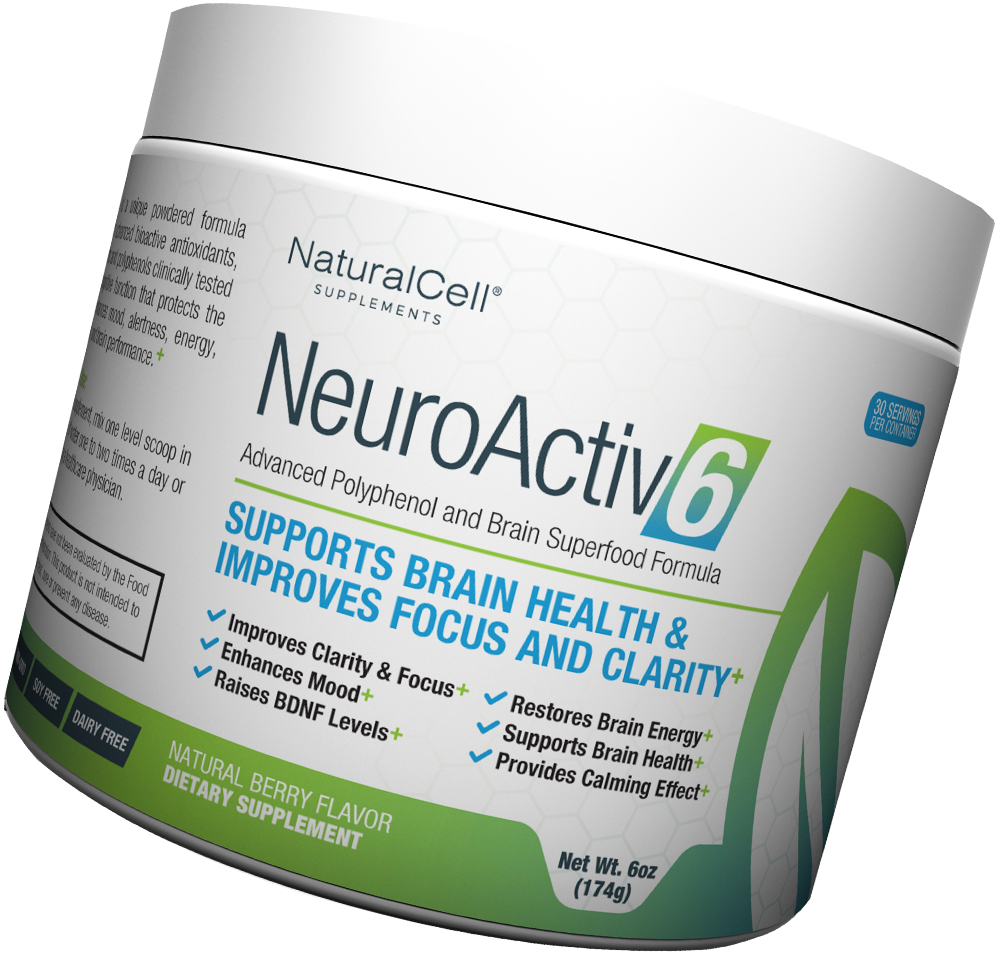 a unique powdered formula
bioactive antioxidants,
polyphenols clinically tested
function that protects the
mood, alertness, energy,
brain performance.+
mix one level scoop in
one to two times a day or
physician.
not been evaluated by the Food
This product is not intended to
or prevent any disease.
SOY FREE
DAIRY FREE
NaturalCell®
SUPPLEMENTS
NeuroActiv6
Advanced Polyphenol and Brain Superfood Formula
SUPPORTS BRAIN HEALTH &
IMPROVES FOCUS AND CLARITY+
Improves Clarity & Focus+
Enhances Mood+
Raises BDNF Levels+
Restores Brain Energy+
Supports Brain Health+
Provides Calming Effect+
NATURAL BERRY FLAVOR
DIETARY SUPPLEMENT
Net Wt. 6oz
(174g)
30 SERVINGS
PER CONTAINER